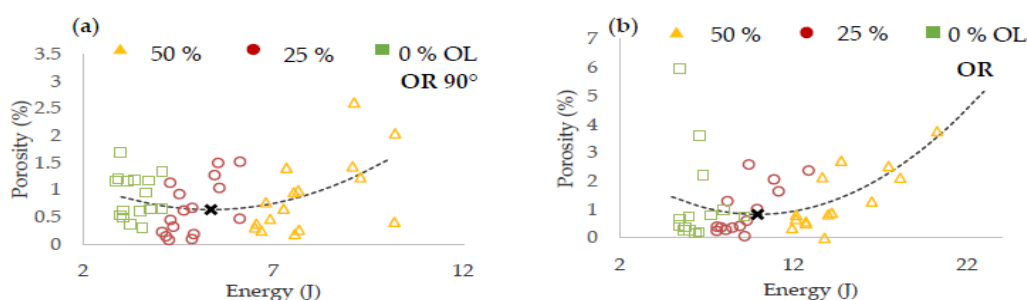 (a)
50 % 25 % 0 % OL
OR 90°
Porosity (%)
3.5
3
2.5
2
1.5
1
0.5
0
2 7 12
Energy (J)
(b)
50 % 25 % 0 % OL
OR
Porosity (%)
7
6
5
4
3
2
1
0
2 12 22
Energy (J)